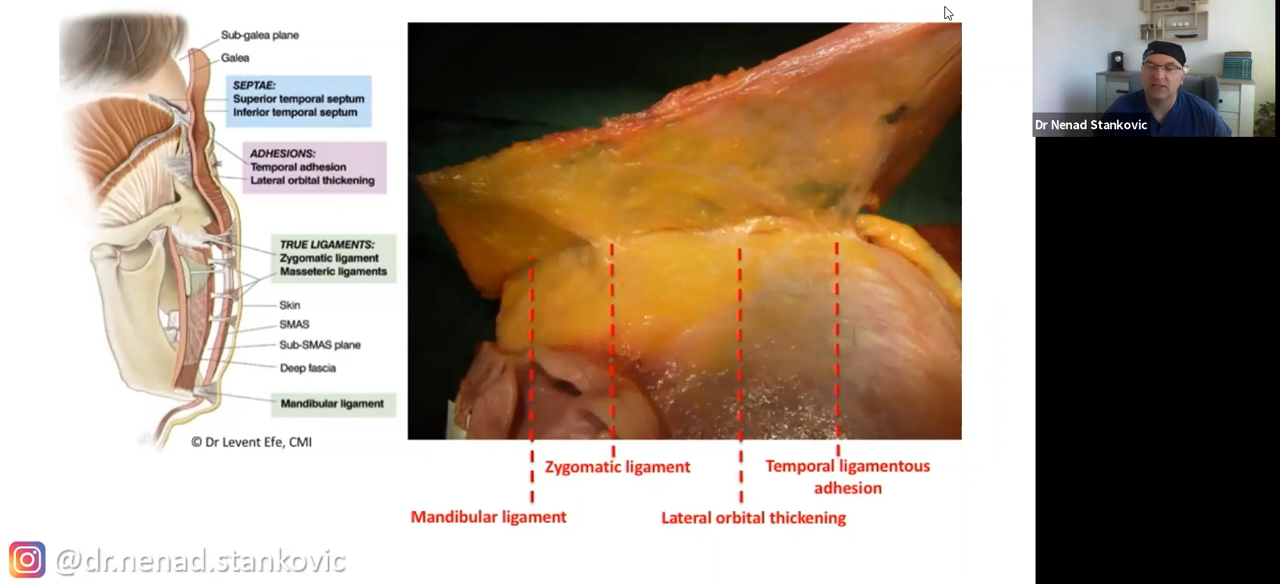 Sub-galea plane
Galea
SEPTAE:
Superior temporal septum
Inferior temporal septum
ADHESIONS:
Temporal adhesion
Lateral orbital thickening
TRUE LIGAMENTS:
Zygomatic ligament
Masseteric ligaments
Skin
SMAS
Sub-SMAS plane
Deep fascia
Mandibular ligament
© Dr Levent Efe, CMI
Zygomatic ligament
Temporal ligamentous
adhesion
Mandibular ligament
Lateral orbital thickening
@dr.nenad.stankovic
Dr Nenad Stankovic